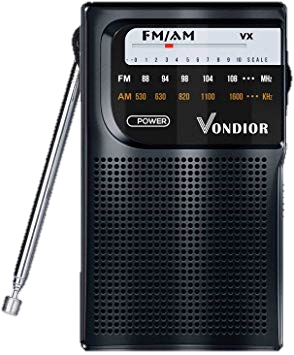 FM/AM VX
0 1 2 3 4 5 6 7 8 9 10 SCALE
FM 88 94 98 104 108 ••• MHz
AM 530 630 820 1100 1600 ••• KHz
POWER
VONDIOR